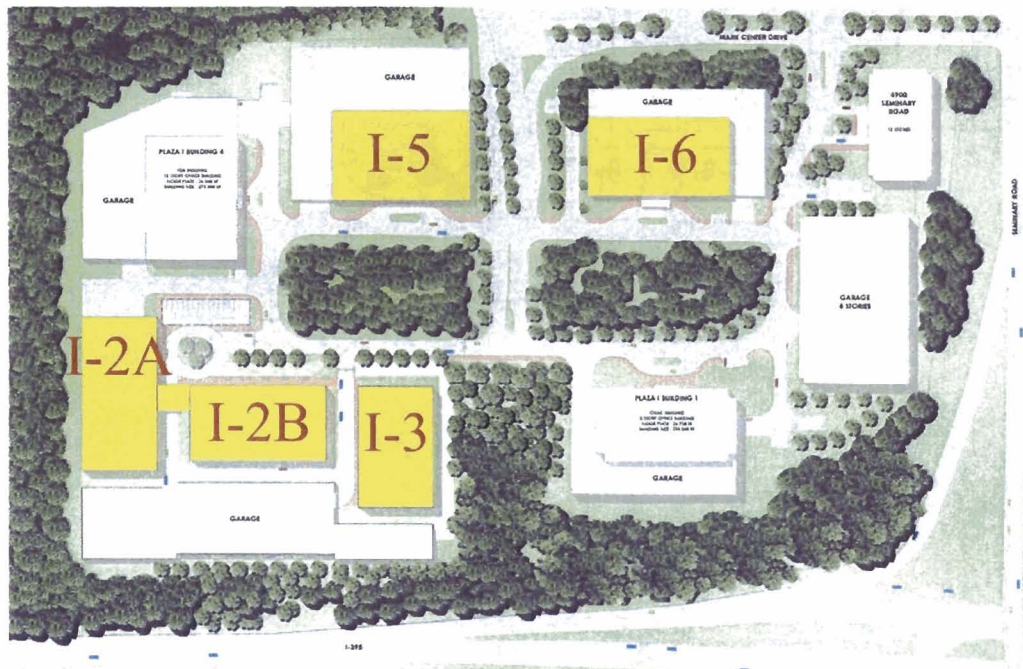 MARK CENTER DRIVE
GARAGE
GARAGE
4900
SEMINARY
ROAD
I-5
I-6
PLAZA I BUILDING 4
GARAGE
SEMINARY ROAD
GARAGE
6 STORIES
I-2A
I-2B
I-3
PLAZA I BUILDING 1
GARAGE
GARAGE
I-395